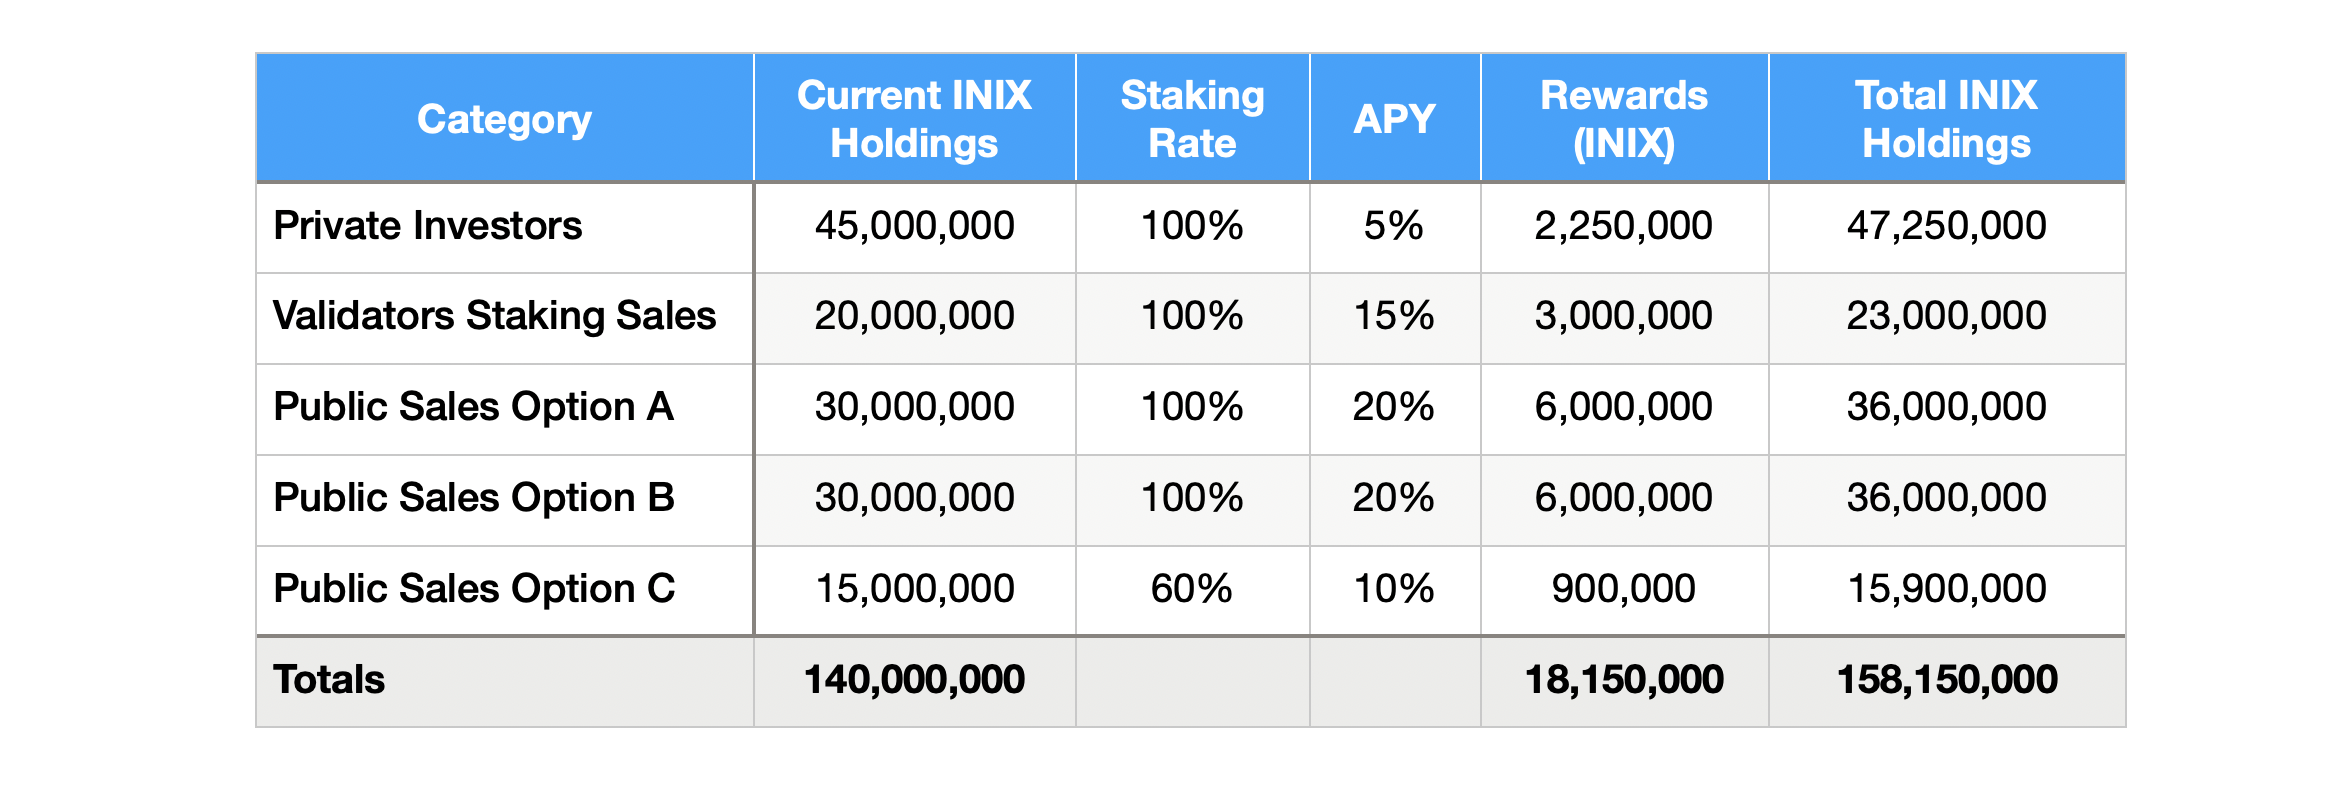 Category Current INIX Holdings Staking Rate APY Rewards (INIX) Total INIX Holdings
Private Investors 45,000,000 100% 5% 2,250,000 47,250,000
Validators Staking Sales 20,000,000 100% 15% 3,000,000 23,000,000
Public Sales Option A 30,000,000 100% 20% 6,000,000 36,000,000
Public Sales Option B 30,000,000 100% 20% 6,000,000 36,000,000
Public Sales Option C 15,000,000 60% 10% 900,000 15,900,000
Totals 140,000,000 18,150,000 158,150,000